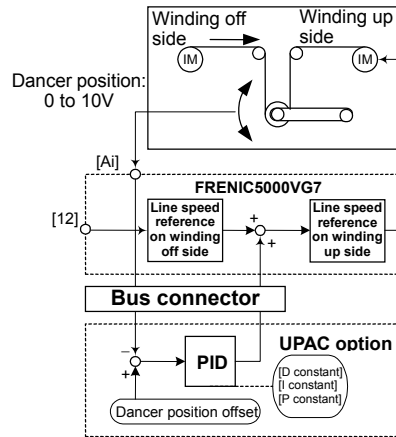 Winding off side
Winding up side
IM
IM
Dancer position:
0 to 10V
[Ai]
FRENIC5000VG7
[12]
Line speed
reference
on winding
off side
+
+
Line speed
reference
on winding
up side
Bus connector
UPAC option
−
+
PID
[D constant]
[I constant]
[P constant]
Dancer position offset